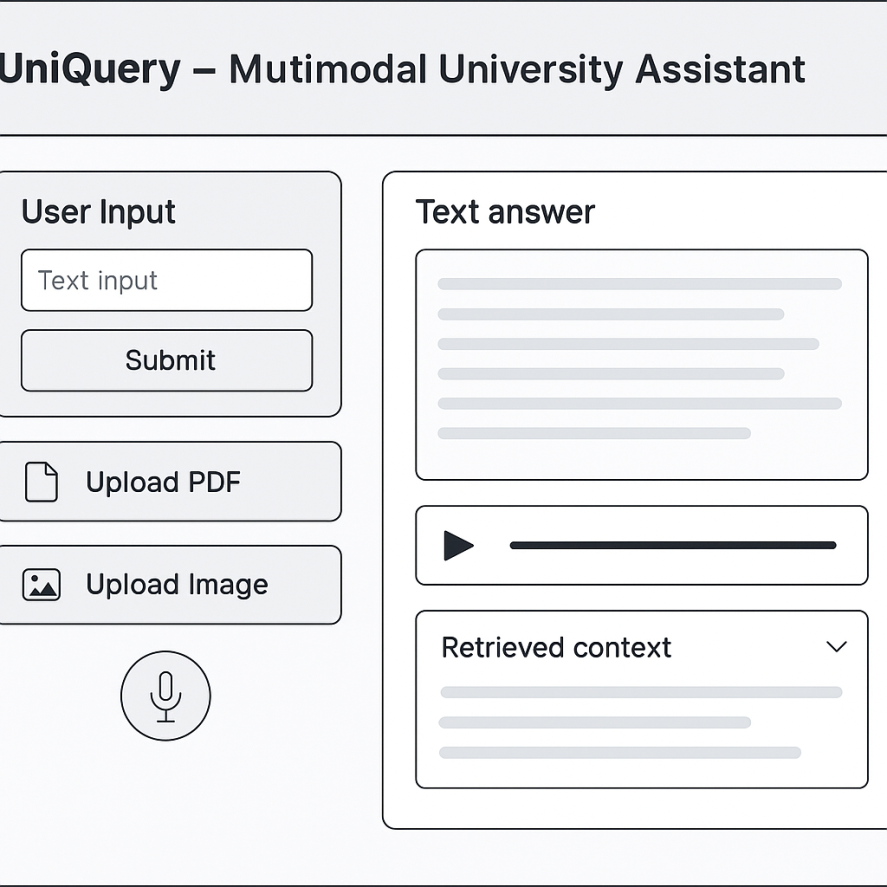 UniQuery – Mutimodal University Assistant
User Input
Text input
Submit
Upload PDF
Upload Image
Text answer
Retrieved context